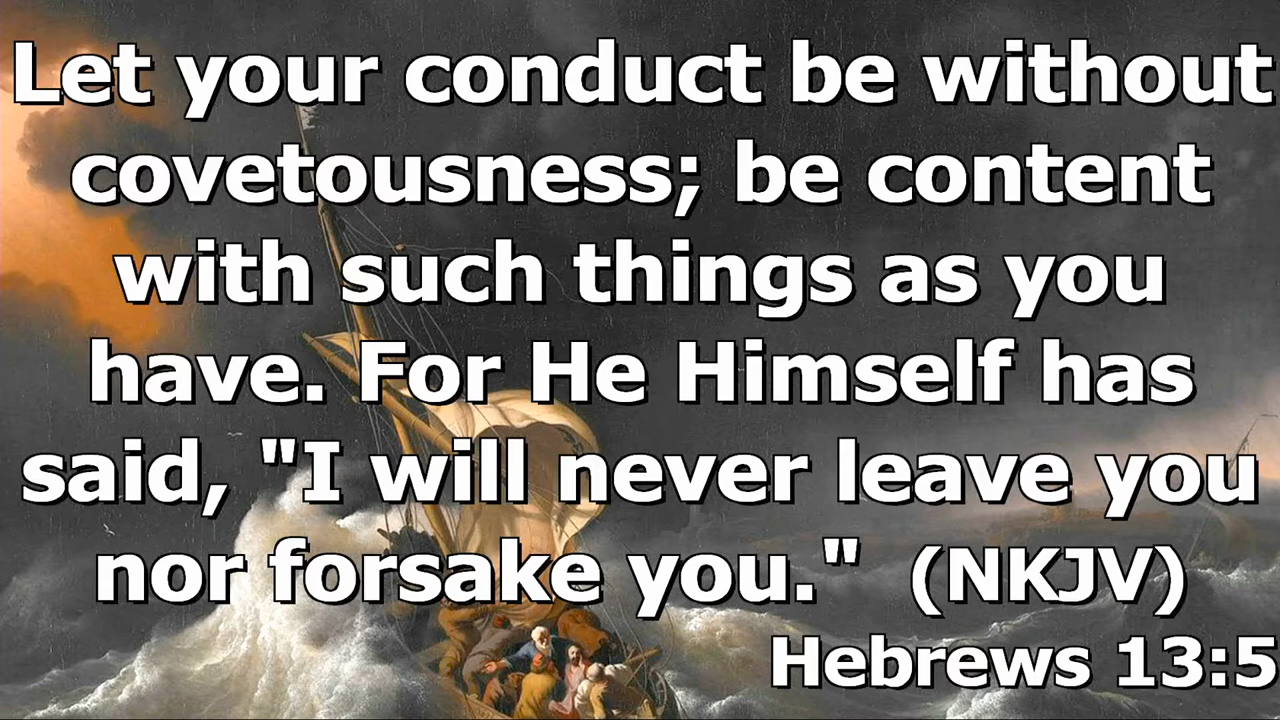 Let your conduct be without
covetousness; be content
with such things as you
have. For He Himself has
said, "I will never leave you
nor forsake you."  (NKJV)
Hebrews 13:5